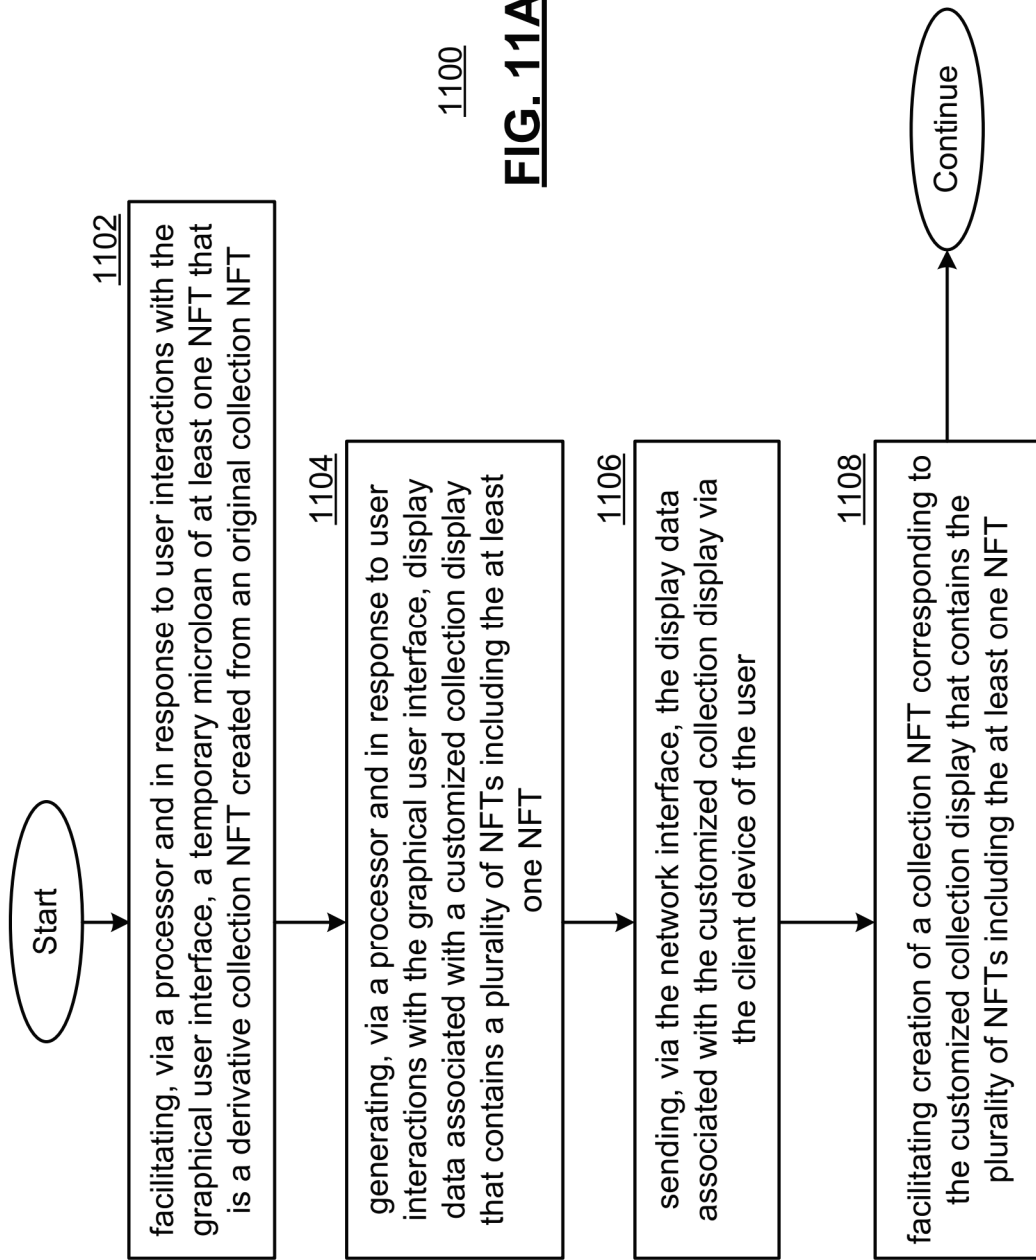 Start
1102
facilitating, via a processor and in response to user interactions with the
graphical user interface, a temporary microloan of at least one NFT that
is a derivative collection NFT created from an original collection NFT
1104
generating, via a processor and in response to user
interactions with the graphical user interface, display
data associated with a customized collection display
that contains a plurality of NFTs including the at least
one NFT
1106
sending, via the network interface, the display data
associated with the customized collection display via
the client device of the user
1108
facilitating creation of a collection NFT corresponding to
the customized collection display that contains the
plurality of NFTs including the at least one NFT
Continue
1100
FIG. 11A